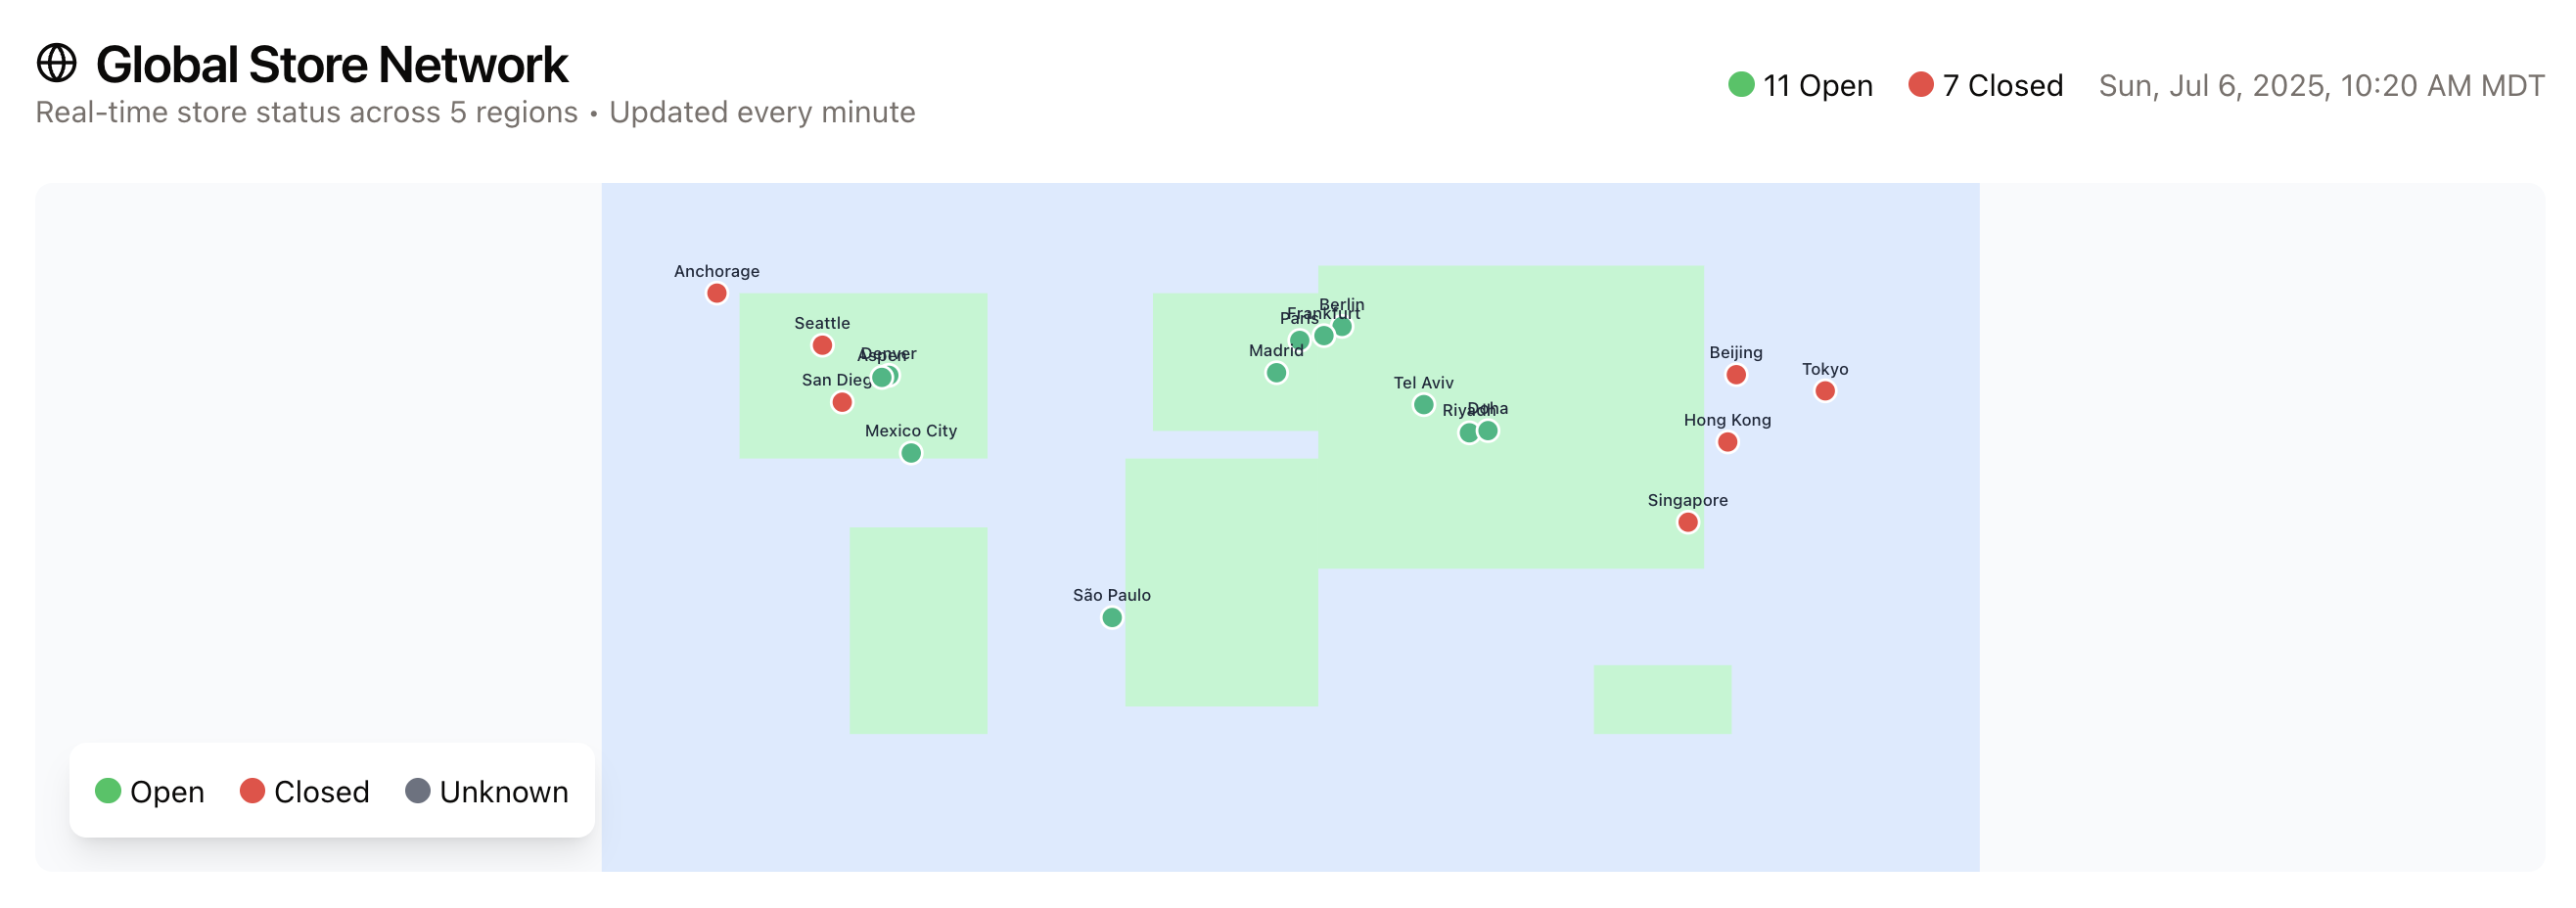 Global Store Network
Real-time store status across 5 regions • Updated every minute
11 Open
7 Closed
Sun, Jul 6, 2025, 10:20 AM MDT
Anchorage
Seattle
Denver
Aspen
San Dieg
Mexico City
Berlin
Frankfurt
Paris
Madrid
Tel Aviv
Riyadh
Doha
Beijing
Tokyo
Hong Kong
Singapore
São Paulo
Open
Closed
Unknown